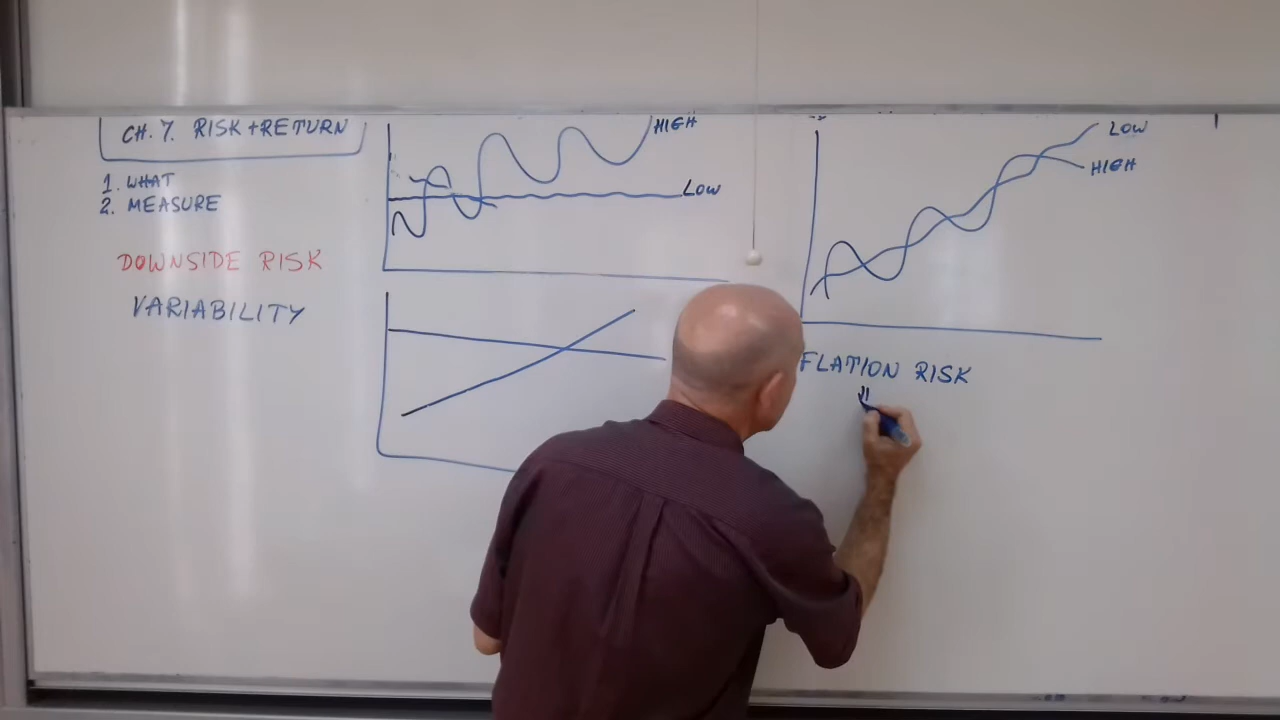 CH. 7. RISK + RETURN
1. WHAT
2. MEASURE
DOWNSIDE RISK
VARIABILITY
HIGH
LOW
LOW
HIGH
FLATION RISK